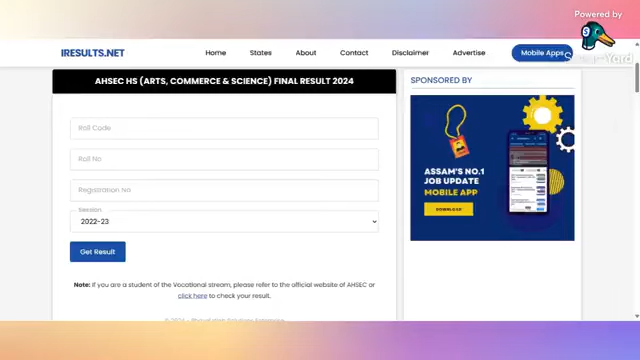 Powered by
IRESULTS.NET
Home
States
About
Contact
Disclaimer
Advertise
Mobile Apps
AHSEC HS (ARTS, COMMERCE & SCIENCE) FINAL RESULT 2024
Roll Code
Roll No
Registration No
Session
2022-23
Get Result
Note: If you are a student of the Vocational stream, please refer to the official website of AHSEC or
click here to check your result.
SPONSORED BY
ASSAM'S NO.1
JOB UPDATE
MOBILE APP
DOWNLOAD